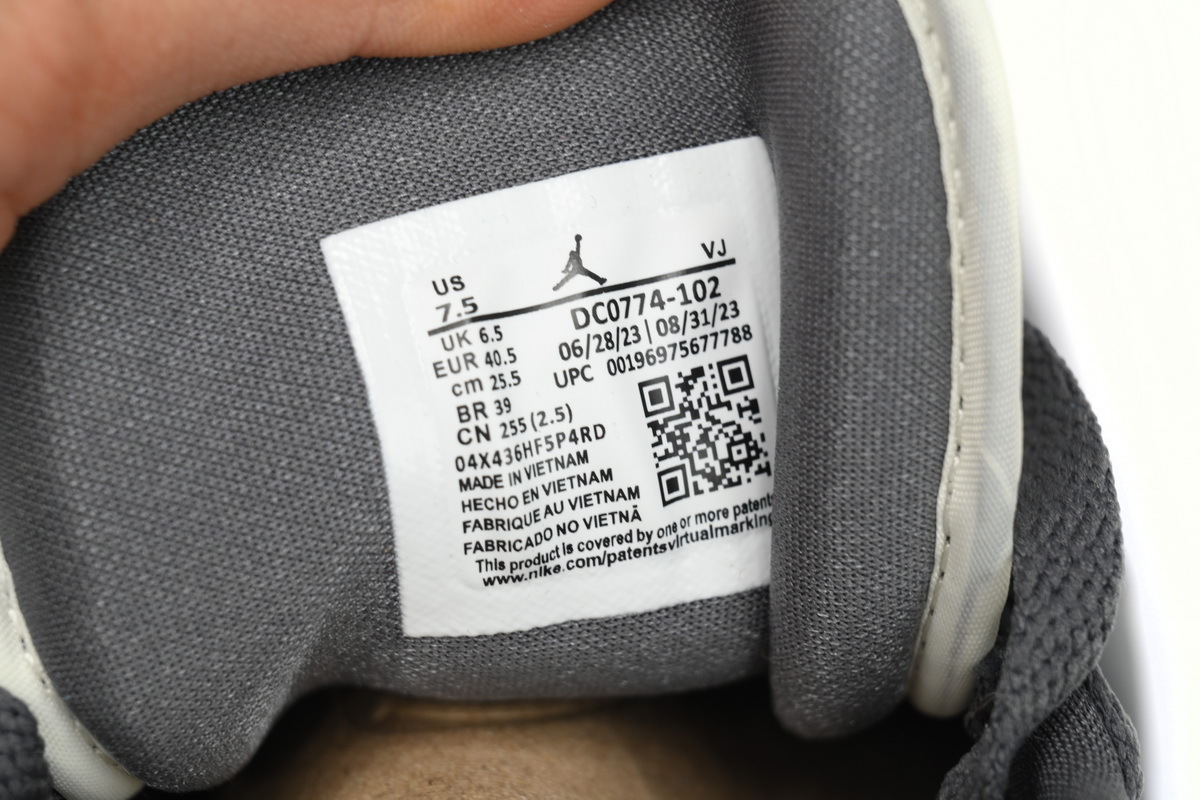 US VJ
7.5
UK 6.5 DC0774-102
EUR 40.5 06/28/23 | 08/31/23
cm 25.5 UPC 00196975677788
BR 39
CN 255 (2.5)
04X436HF5P4RD
MADE IN VIETNAM
HECHO EN VIETNAM
FABRIQUE AU VIETNAM
FABRICADO NO VIETNÃ
This product is covered by one or more patents
www.nike.com/patentsvirtualmarking